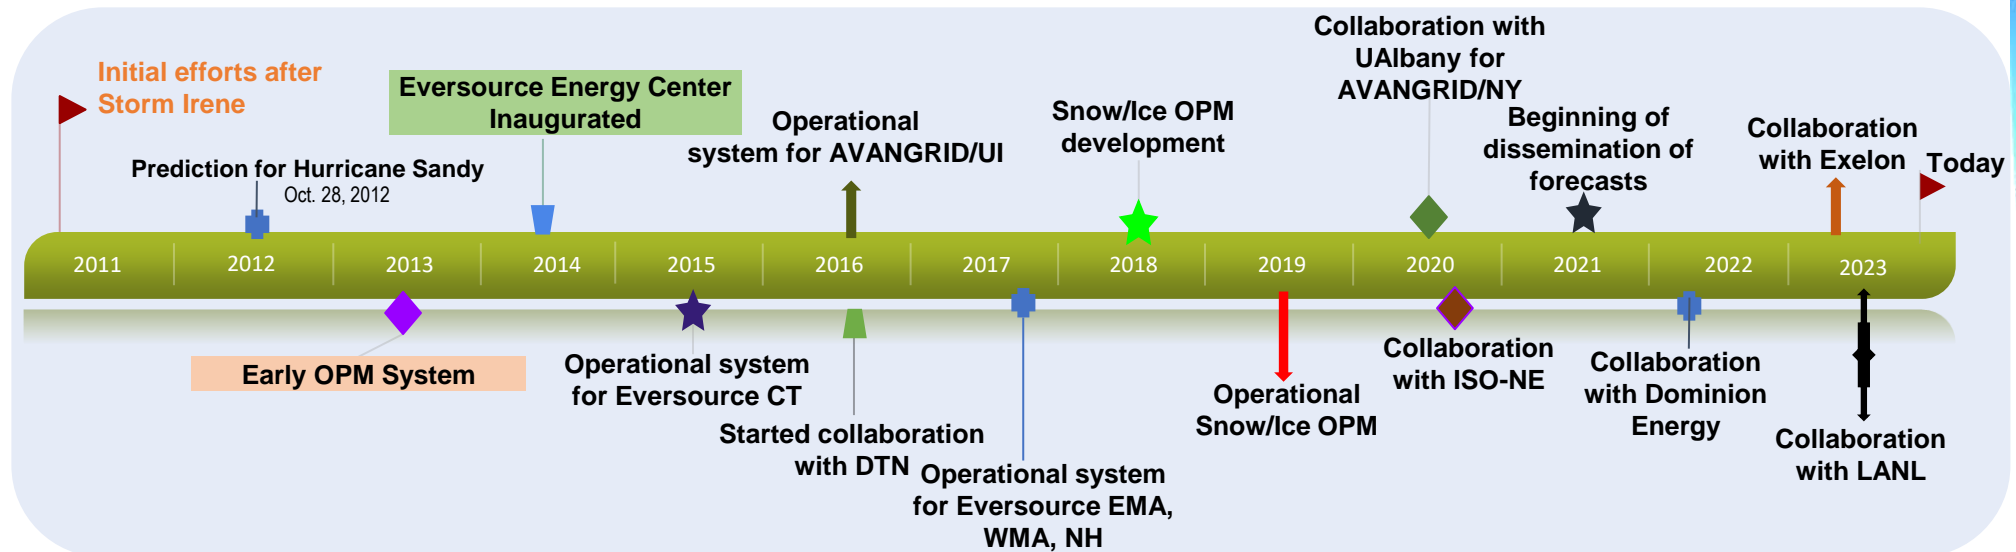 Initial efforts after
Storm Irene
Prediction for Hurricane Sandy
Oct. 28, 2012
Eversource Energy Center
Inaugurated
Operational
system for AVANGRID/UI
Snow/Ice OPM
development
Collaboration with
UAlbany for
AVANGRID/NY
Beginning of
dissemination of
forecasts
Collaboration
with Exelon
Today
2011
2012
2013
2014
2015
2016
2017
2018
2019
2020
2021
2022
2023
Early OPM System
Operational system
for Eversource CT
Started collaboration
with DTN
Operational system
for Eversource EMA,
WMA, NH
Operational
Snow/Ice OPM
Collaboration
with ISO-NE
Collaboration
with Dominion
Energy
Collaboration
with LANL